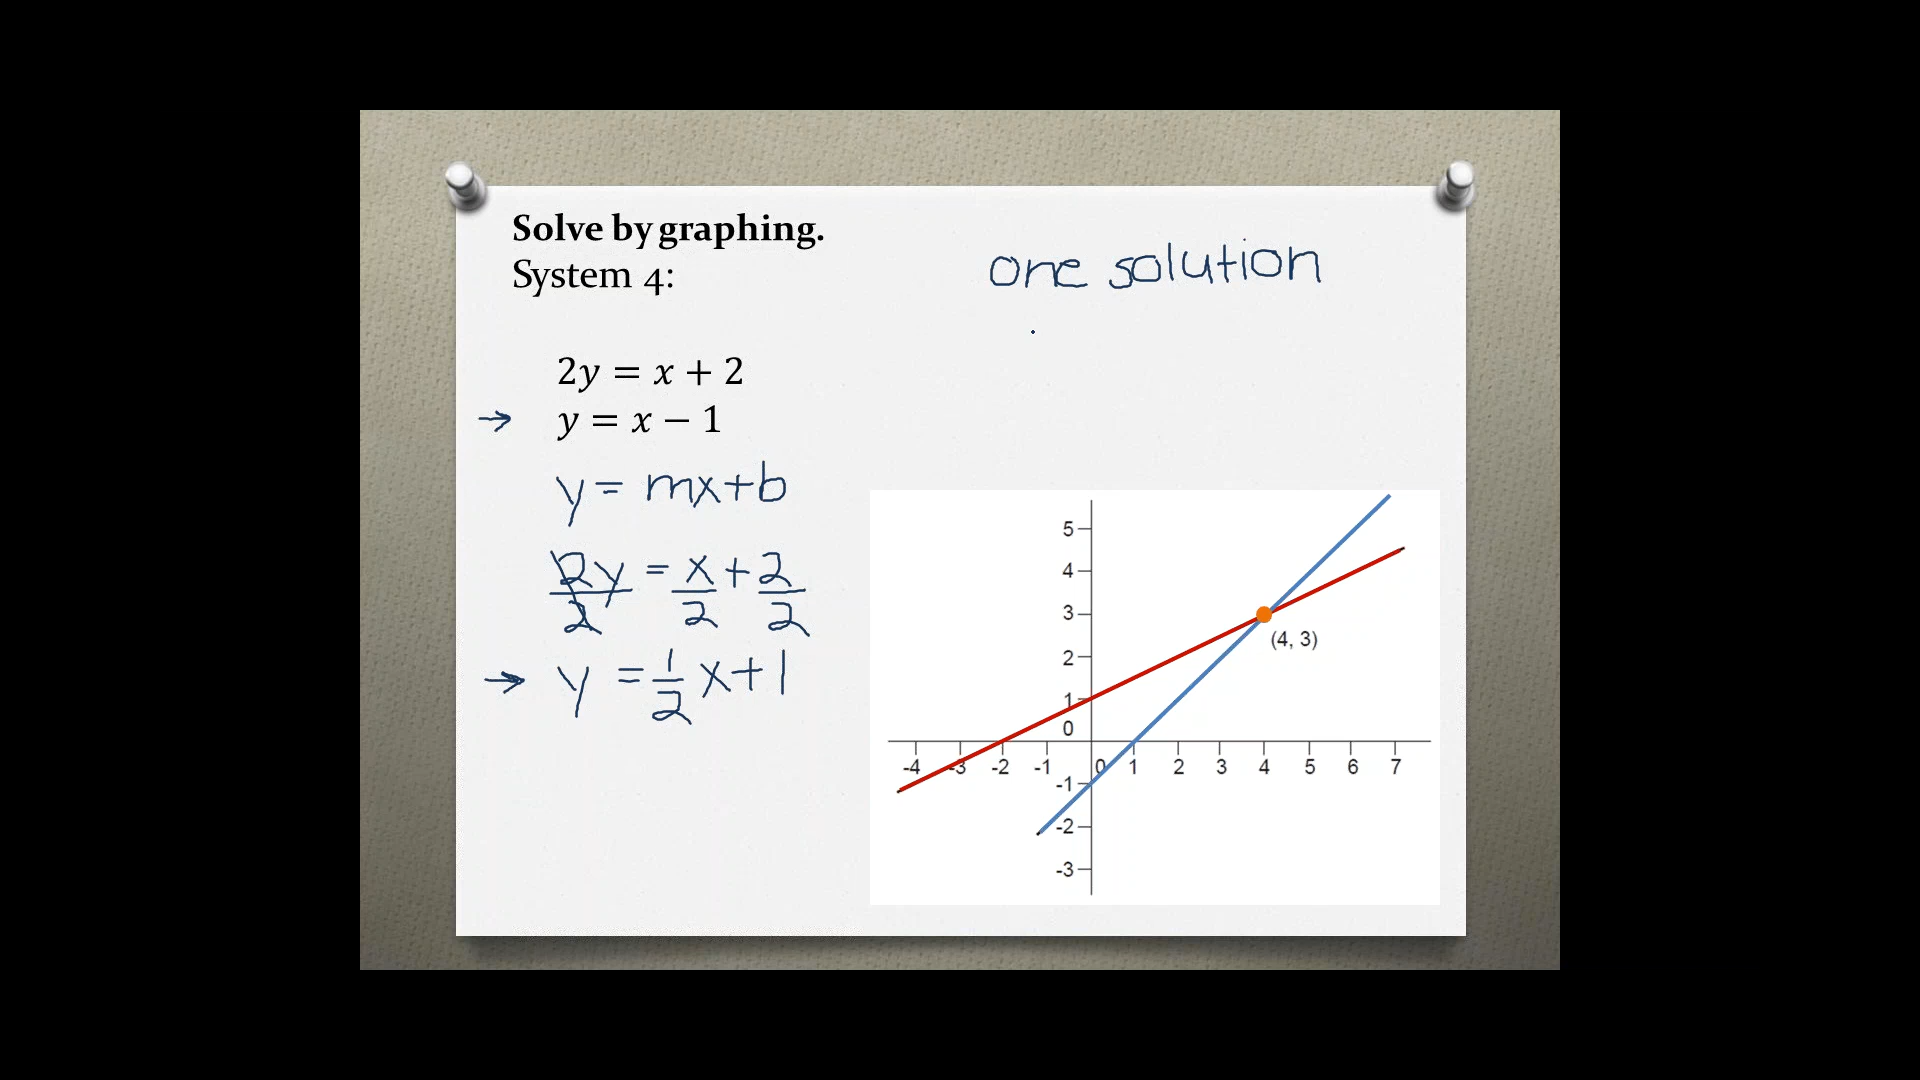 Solve by graphing.
System 4:
one solution
2y = x + 2
→ y = x − 1
y = mx+b
2y/2 = x/2 + 2/2
→ y = 1/2 x+1
5
4
3
(4, 3)
2
1
0
-4 -3 -2 -1 0 1 2 3 4 5 6 7
-1
-2
-3